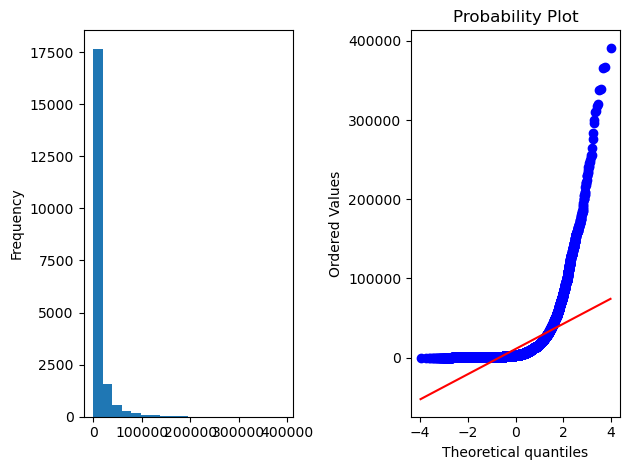 17500
15000
12500
10000
7500
5000
2500
0
Frequency
0 100000 200000 300000 400000
Probability Plot
400000
300000
200000
100000
0
Ordered Values
−4 −2 0 2 4
Theoretical quantiles